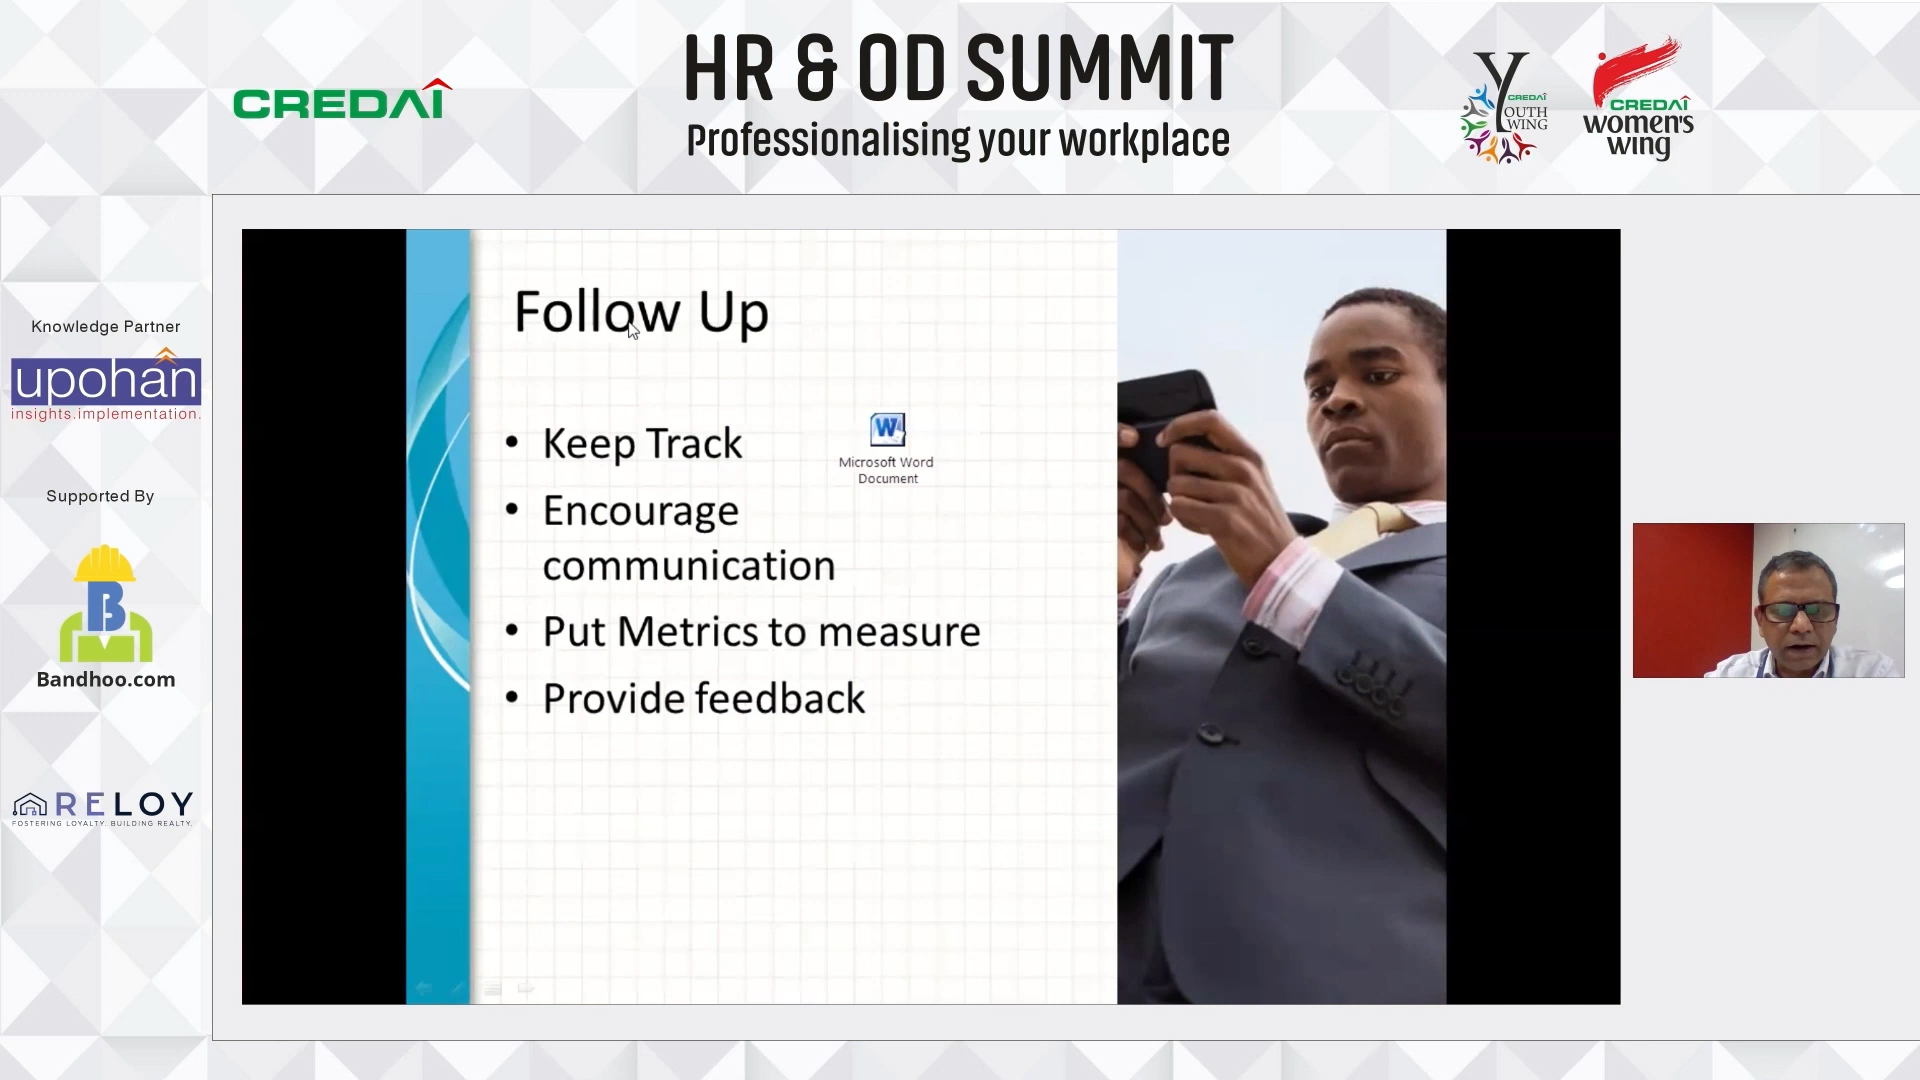 HR & OD SUMMIT
Professionalising your workplace
CREDAI
Y
CREDAI
OUTH
WING
CREDAI
women's
wing
Knowledge Partner
upohan
insights.implementation.
Supported By
B
Bandhoo.com
RELOY
FOSTERING LOYALTY. BUILDING REALTY.
Follow Up
• Keep Track
• Encourage
communication
• Put Metrics to measure
• Provide feedback
W
Microsoft Word
Document